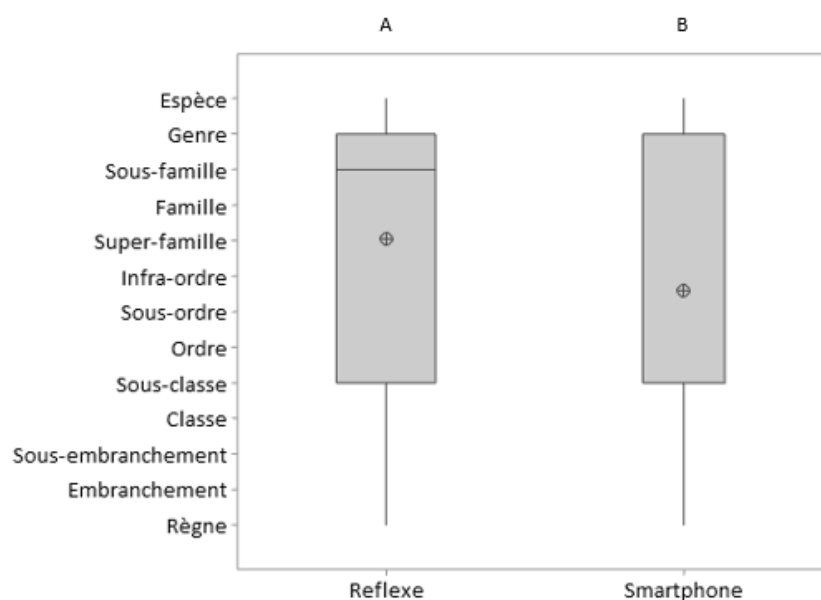 A B
Espèce
Genre
Sous-famille
Famille
Super-famille
Infra-ordre
Sous-ordre
Ordre
Sous-classe
Classe
Sous-embranchement
Embranchement
Règne
Reflexe Smartphone